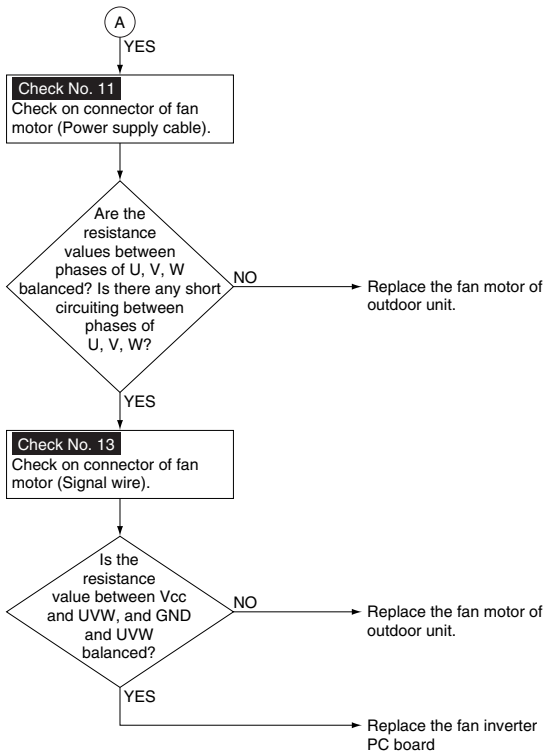 A
YES
Check No. 11
Check on connector of fan
motor (Power supply cable).
Are the
resistance
values between
phases of U, V, W
balanced? Is there any short
circuiting between
phases of
U, V, W?
NO
Replace the fan motor of
outdoor unit.
YES
Check No. 13
Check on connector of fan
motor (Signal wire).
Is the
resistance
value between Vcc
and UVW, and GND
and UVW
balanced?
NO
Replace the fan motor of
outdoor unit.
YES
Replace the fan inverter
PC board